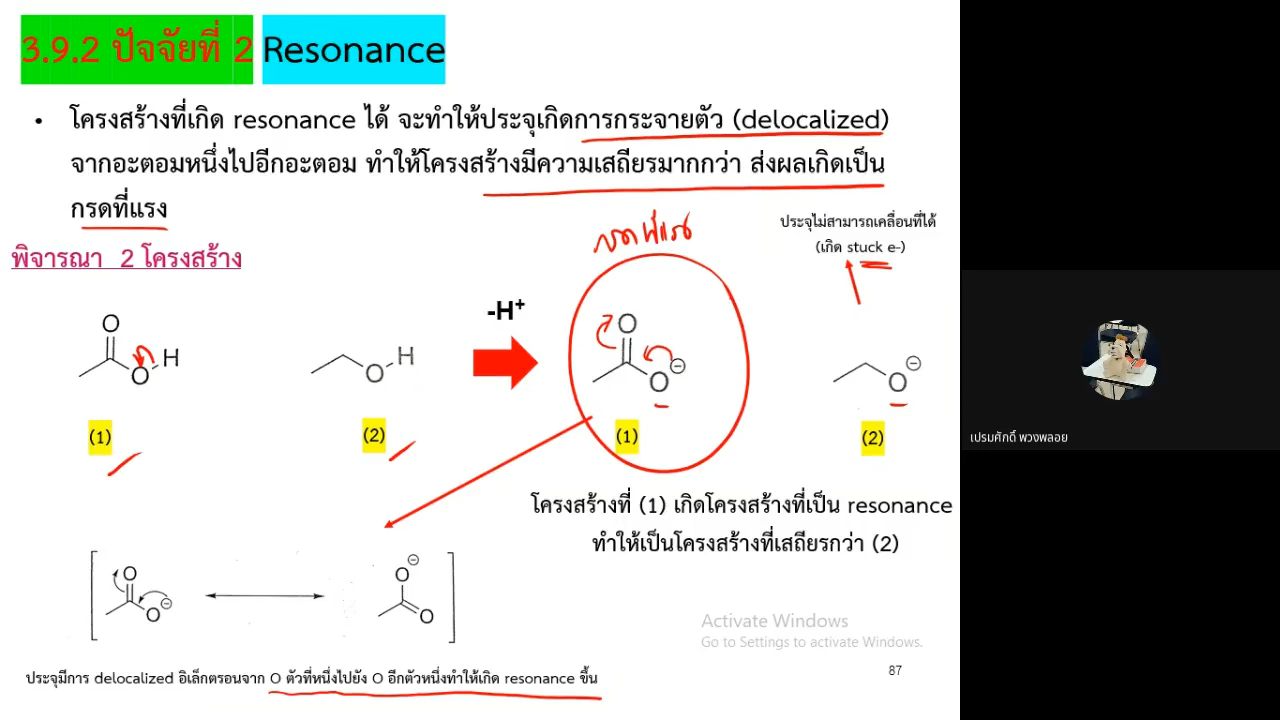 3.9.2 ปัจจัยที่ 2 Resonance
• โครงสร้างที่เกิด resonance ได้ จะทำให้ประจุเกิดการกระจายตัว (delocalized)
จากอะตอมหนึ่งไปอีกอะตอม ทำให้โครงสร้างมีความเสถียรมากกว่า ส่งผลเกิดเป็น
กรดที่แรง
กรดที่แรง
ประจุไม่สามารถเคลื่อนที่ได้
(เกิด stuck e-)
พิจารณา 2 โครงสร้าง
-H+
O
O H
O H
O
O ⊖
O ⊖
(1)
(2)
(1)
(2)
โครงสร้างที่ (1) เกิดโครงสร้างที่เป็น resonance
ทำให้เป็นโครงสร้างที่เสถียรกว่า (2)
O
O ⊖
O ⊖
O
เปรมศักดิ์ พวงพลอย
Activate Windows
Go to Settings to activate Windows.
ประจุมีการ delocalized อิเล็กตรอนจาก O ตัวที่หนึ่งไปยัง O อีกตัวหนึ่งทำให้เกิด resonance ขึ้น
87